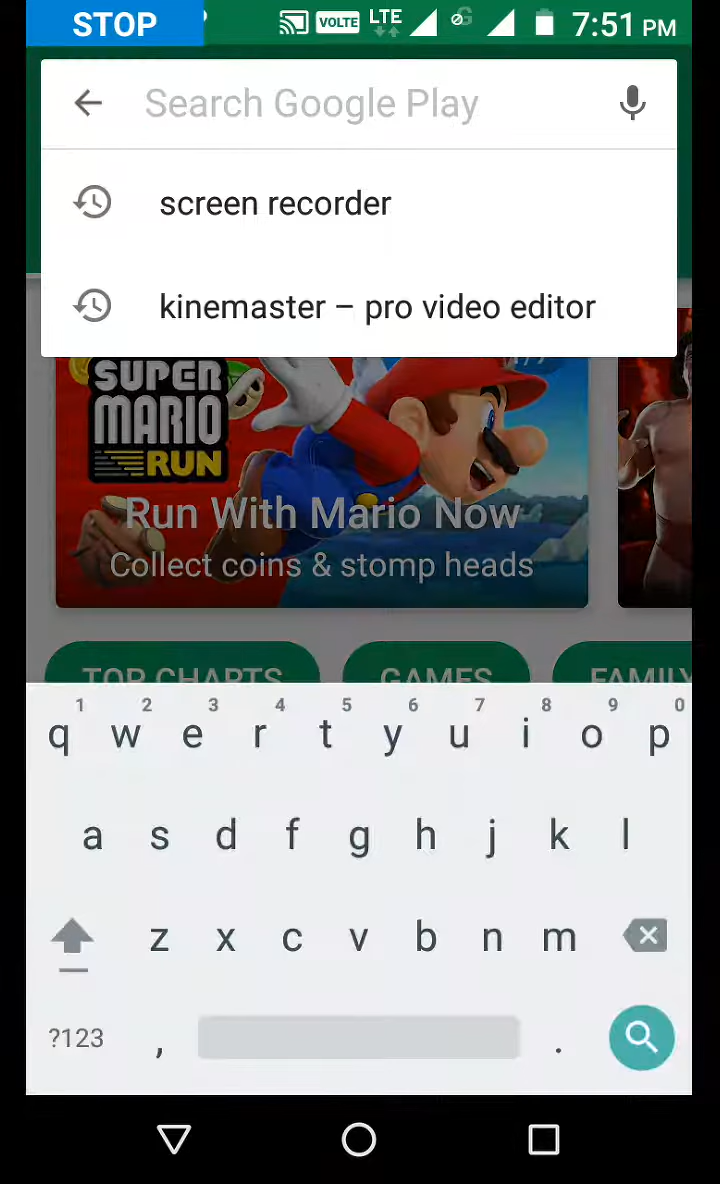 STOP
VOLTE LTE G 7:51 PM
Search Google Play
screen recorder
kinemaster – pro video editor
SUPER
MARIO
RUN
Run With Mario Now
Collect coins & stomp heads
TOP CHARTS GAMES FAMILY
1 2 3 4 5 6 7 8 9 0
q w e r t y u i o p
a s d f g h j k l
z x c v b n m
?123 , .